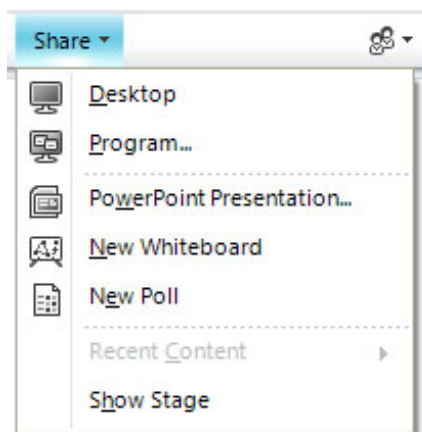 Share
Desktop
Program...
PowerPoint Presentation...
New Whiteboard
New Poll
Recent Content
Show Stage